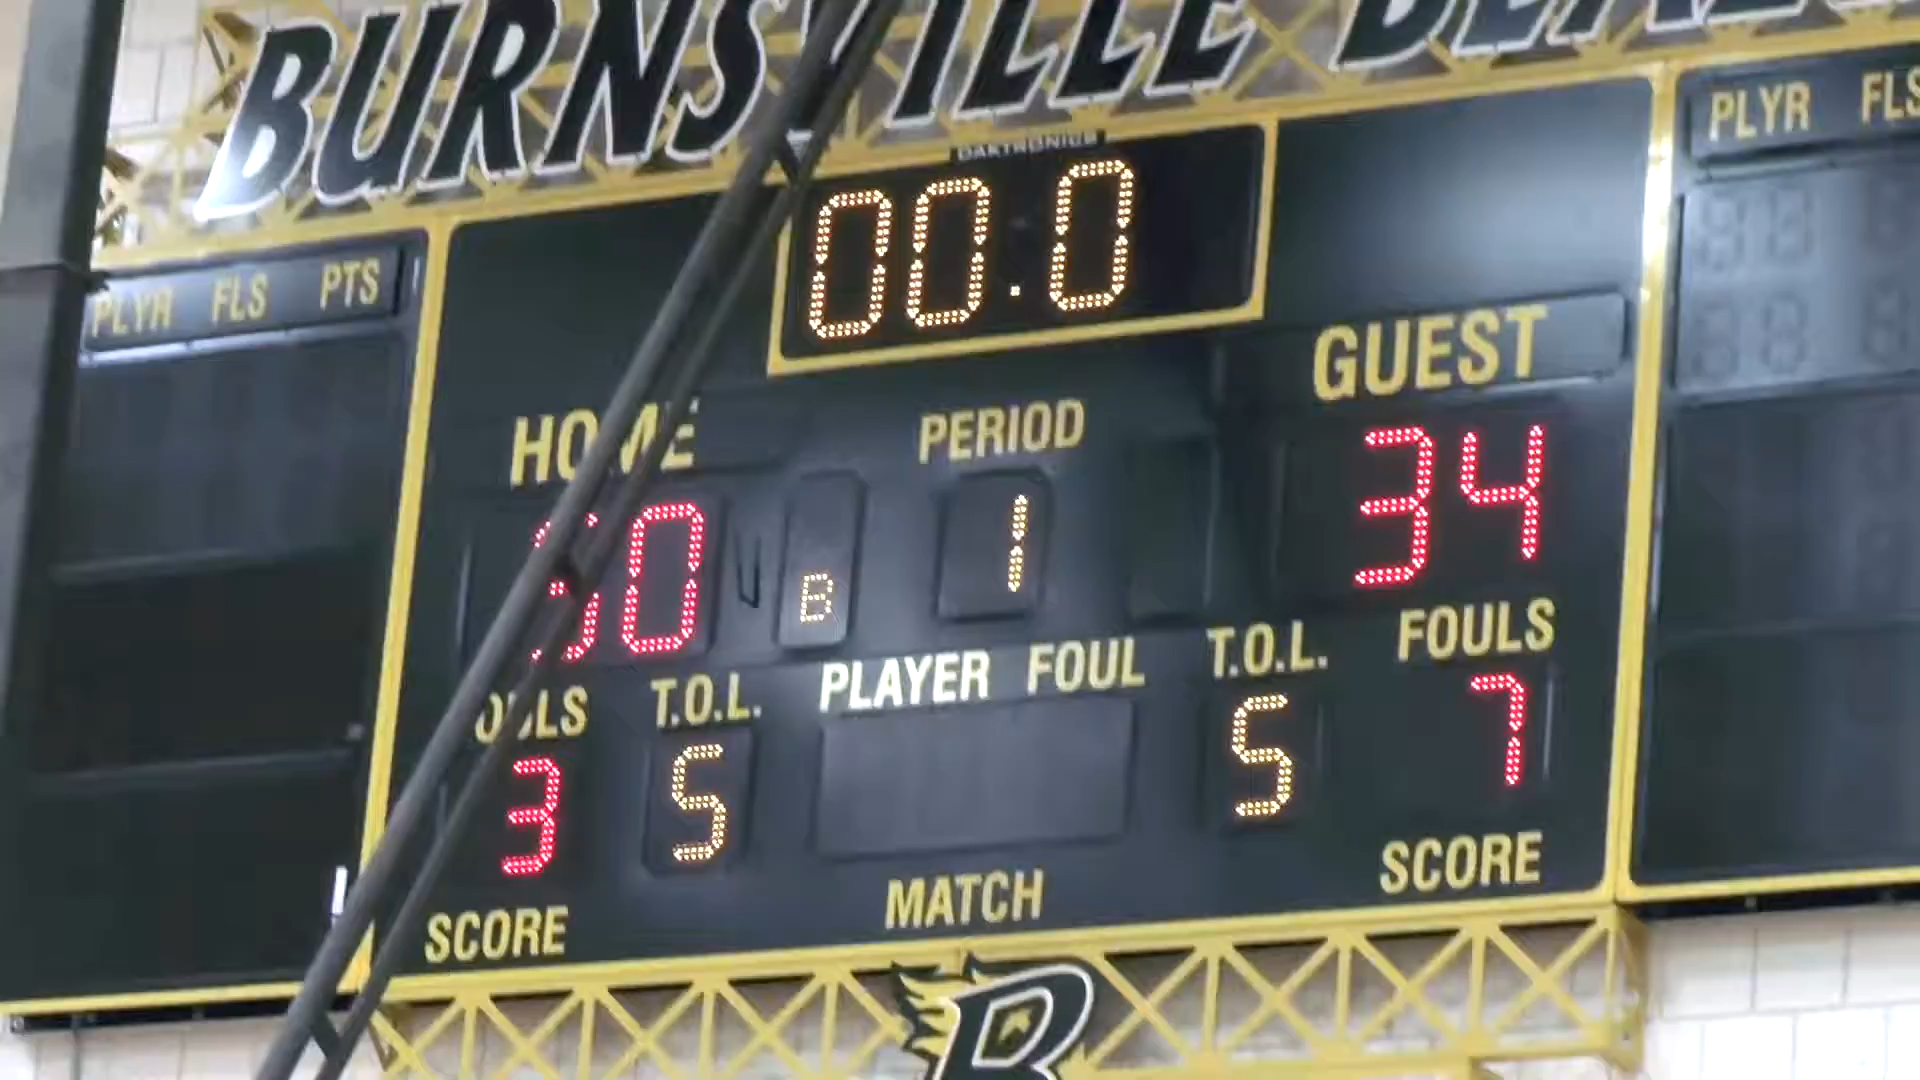 BURNSVILLE
DAKTRONICS
PLYR FLS PTS
00.0
PLYR FLS
HOME
PERIOD
GUEST
0
B
1
34
T.O.L.
PLAYER FOUL
T.O.L.
FOULS
3
5
5
7
SCORE
MATCH
SCORE
B